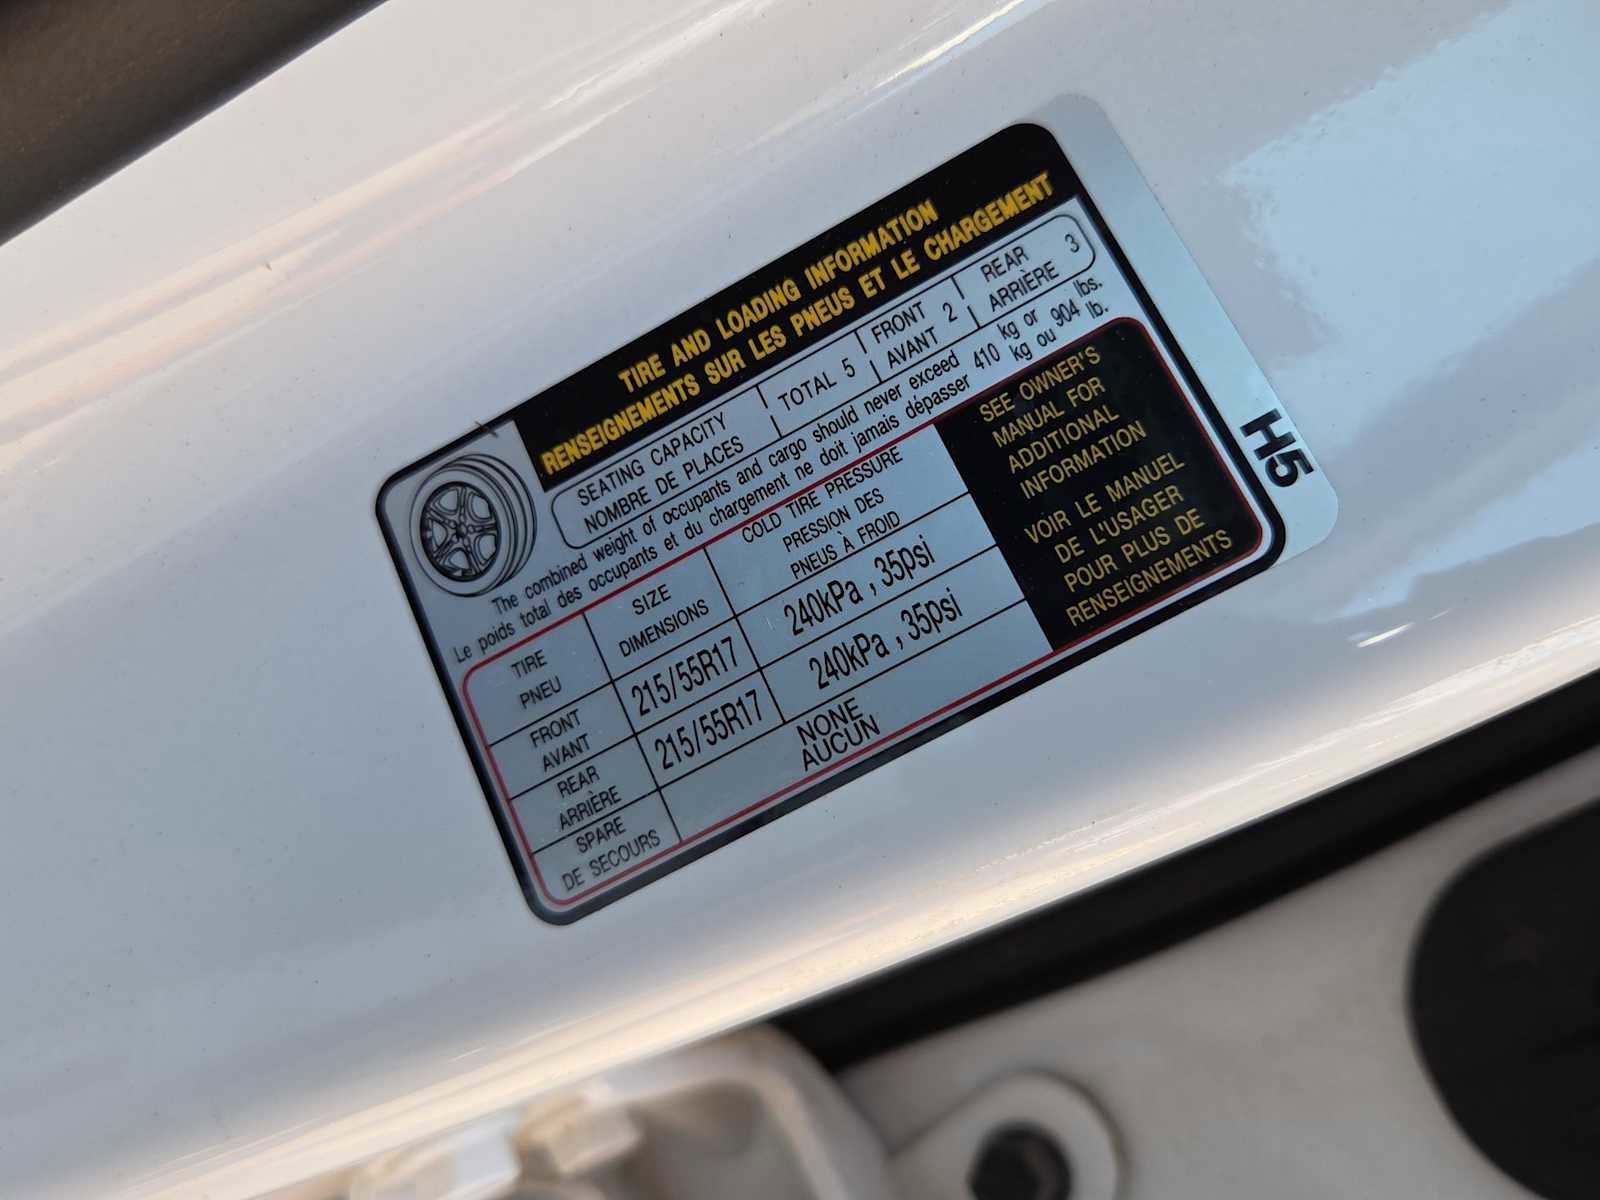 TIRE AND LOADING INFORMATION
RENSEIGNEMENTS SUR LES PNEUS ET LE CHARGEMENT
SEATING CAPACITY
NOMBRE DE PLACES
TOTAL 5
FRONT
AVANT 2
REAR
ARRIÈRE 3
The combined weight of occupants and cargo should never exceed 410 kg or 904 lbs.
Le poids total des occupants et du chargement ne doit jamais dépasser 410 kg ou 904 lb.
TIRE
PNEU
SIZE
DIMENSIONS
COLD TIRE PRESSURE
PRESSION DES
PNEUS À FROID
FRONT
AVANT
215/55R17
240kPa , 35psi
REAR
ARRIÈRE
215/55R17
240kPa , 35psi
SPARE
DE SECOURS
NONE
AUCUN
SEE OWNER'S
MANUAL FOR
ADDITIONAL
INFORMATION
VOIR LE MANUEL
DE L'USAGER
POUR PLUS DE
RENSEIGNEMENTS
H5